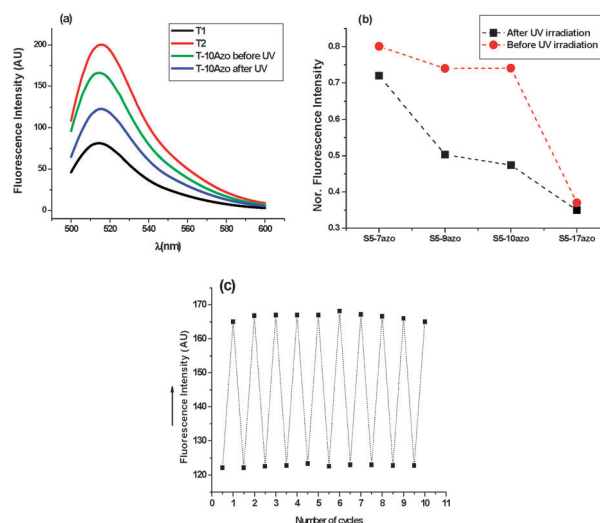 (a)
T1
T2
T-10Azo before UV
T-10Azo after UV
Fluorescence Intensity (AU)
200
150
100
50
0
500 520 540 560 580 600
λ(nm)
(b)
After UV irradiation
Before UV irradiation
Nor. Fluorescence Intensity
0.8
0.7
0.6
0.5
0.4
0.3
S5-7azo S5-9azo S5-10azo S5-17azo
(c)
Fluorescence Intensity (AU)
170
160
150
140
130
120
0 1 2 3 4 5 6 7 8 9 10 11
Number of cycles